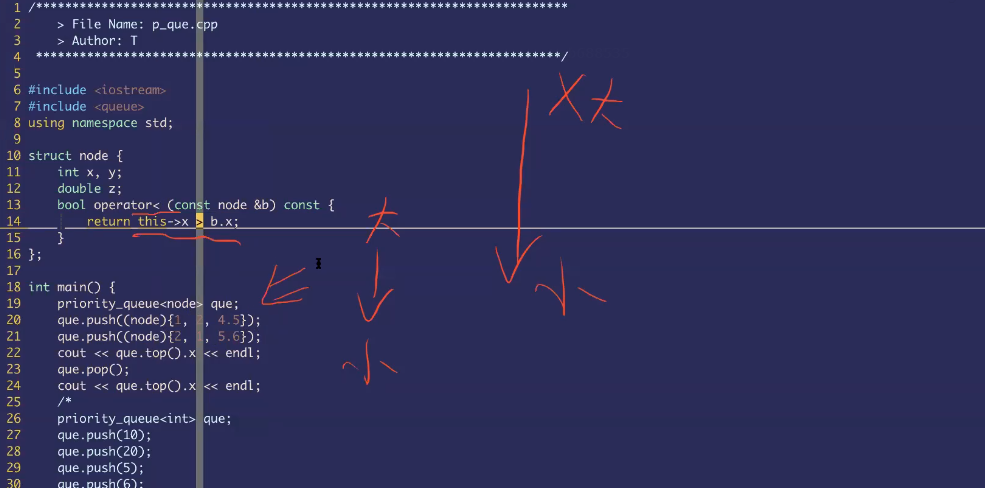 1 /*************************************************************************
2 > File Name: p_que.cpp
3 > Author: T
4 ************************************************************************/
5
6 #include <iostream>
7 #include <queue>
8 using namespace std;
9
10 struct node {
11 int x, y;
12 double z;
13 bool operator< (const node &b) const {
14 return this->x > b.x;
15 }
16 };
17
18 int main() {
19 priority_queue<node> que;
20 que.push((node){1, , 4.5});
21 que.push((node){2, , 5.6});
22 cout << que.top().x << endl;
23 que.pop();
24 cout << que.top().x << endl;
25 /*
26 priority_queue<int> que;
27 que.push(10);
28 que.push(20);
29 que.push(5);
30 que.push(6);
X大
大
小
小